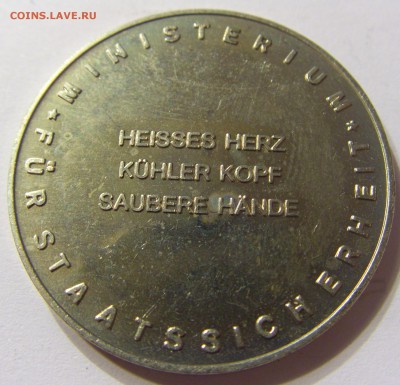 COINS.LAVE.RU
* MINISTERIUM *
FÜR STAATSSICHERHEIT
HEISSES HERZ
KÜHLER KOPF
SAUBERE HÄNDE